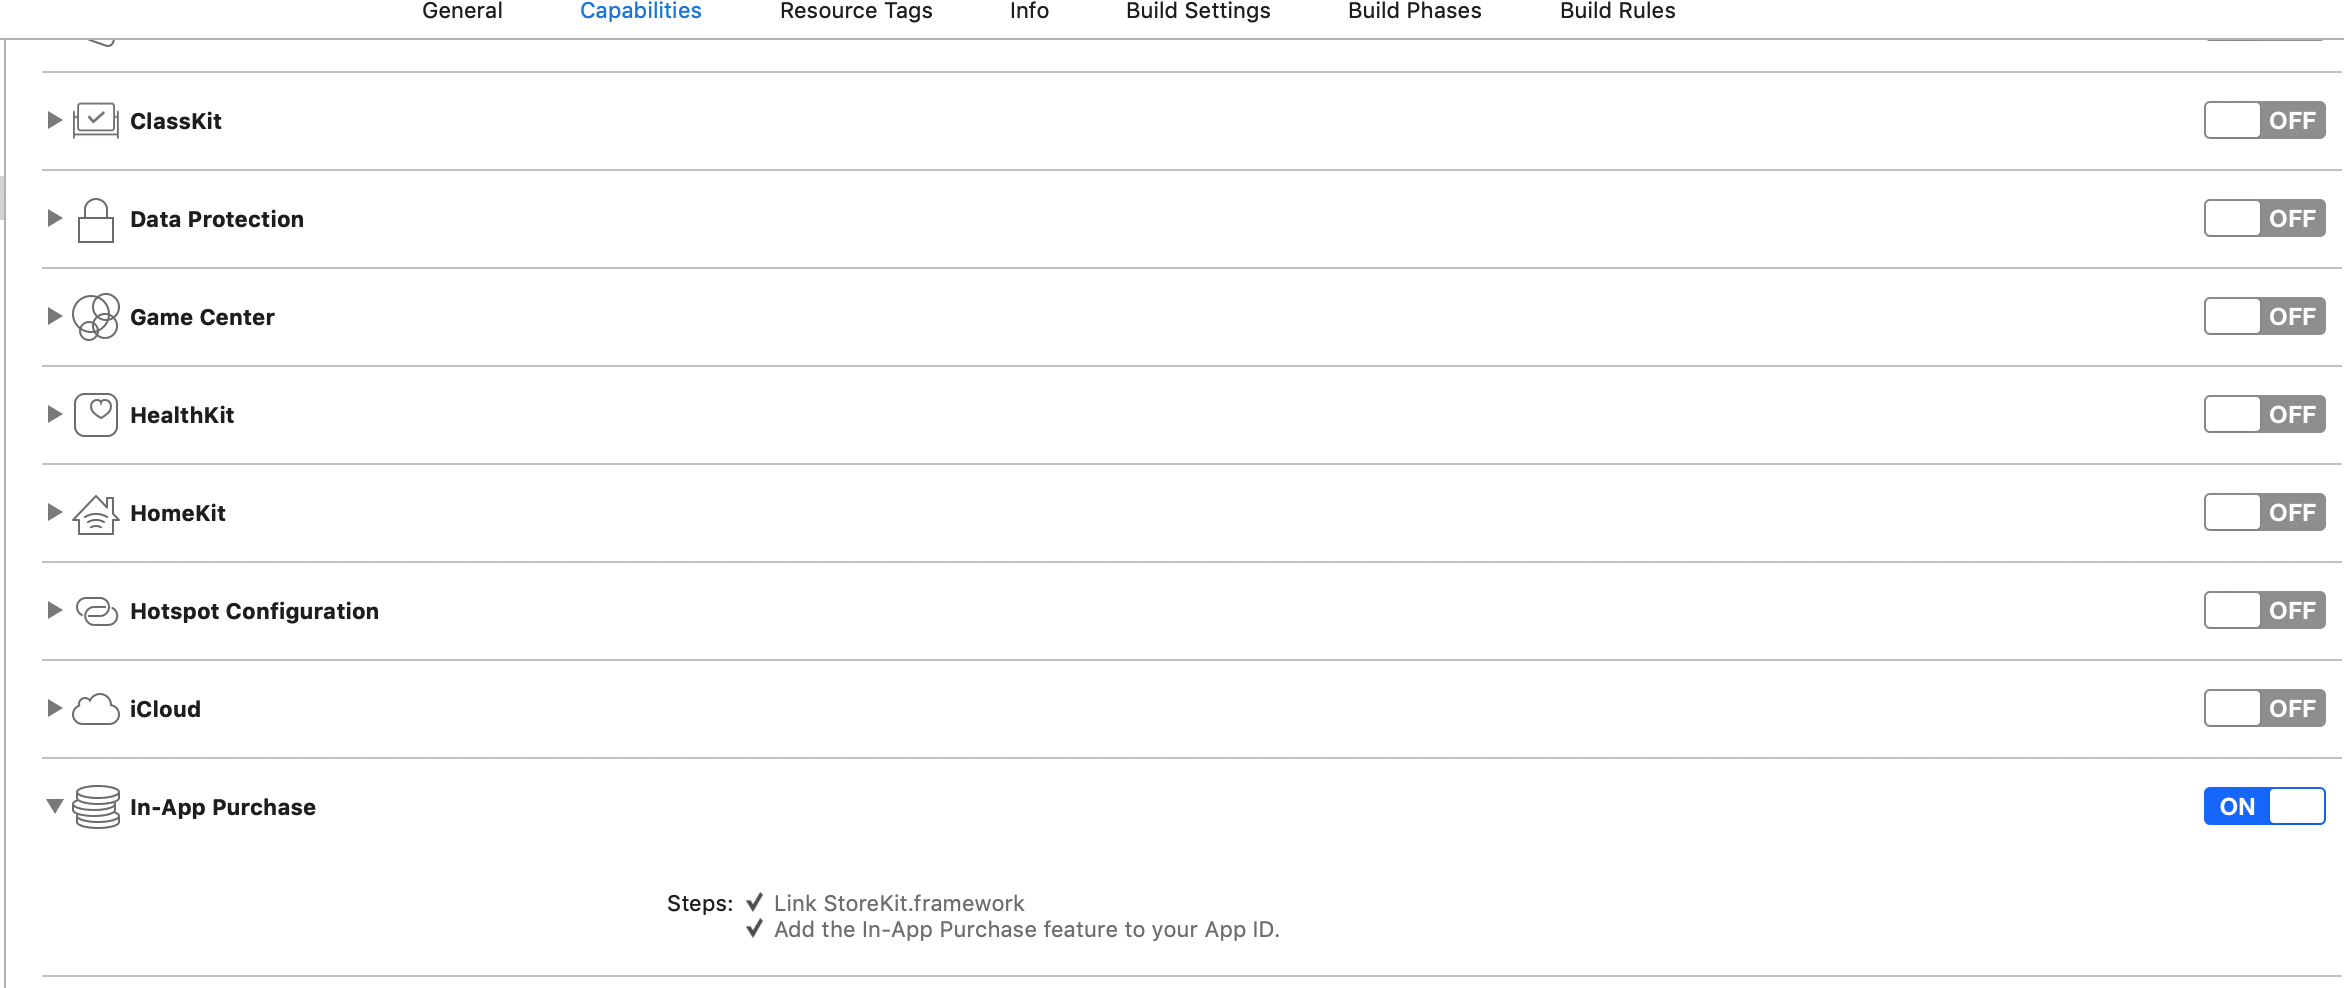 General Capabilities Resource Tags Info Build Settings Build Phases Build Rules
ClassKit OFF
Data Protection OFF
Game Center OFF
HealthKit OFF
HomeKit OFF
Hotspot Configuration OFF
iCloud OFF
In-App Purchase ON
Steps: ✓ Link StoreKit.framework
✓ Add the In-App Purchase feature to your App ID.